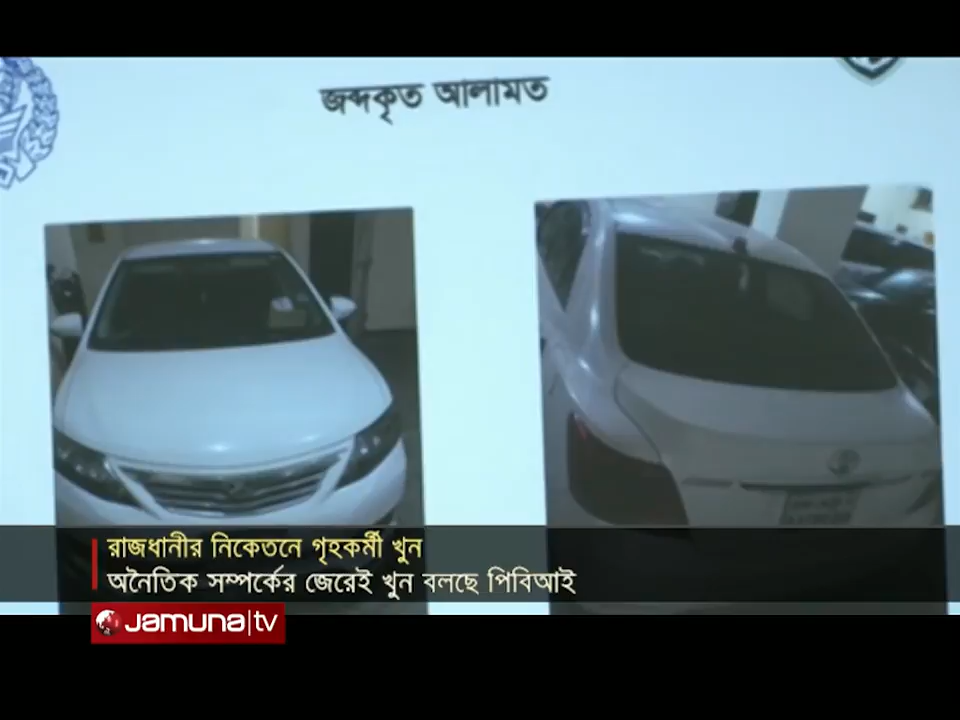 জব্দকৃত আলামত
রাজধানীর নিকেতনে গৃহকর্মী খুন
অনৈতিক সম্পর্কের জেরেই খুন বলছে পিবিআই
Jamuna|tv